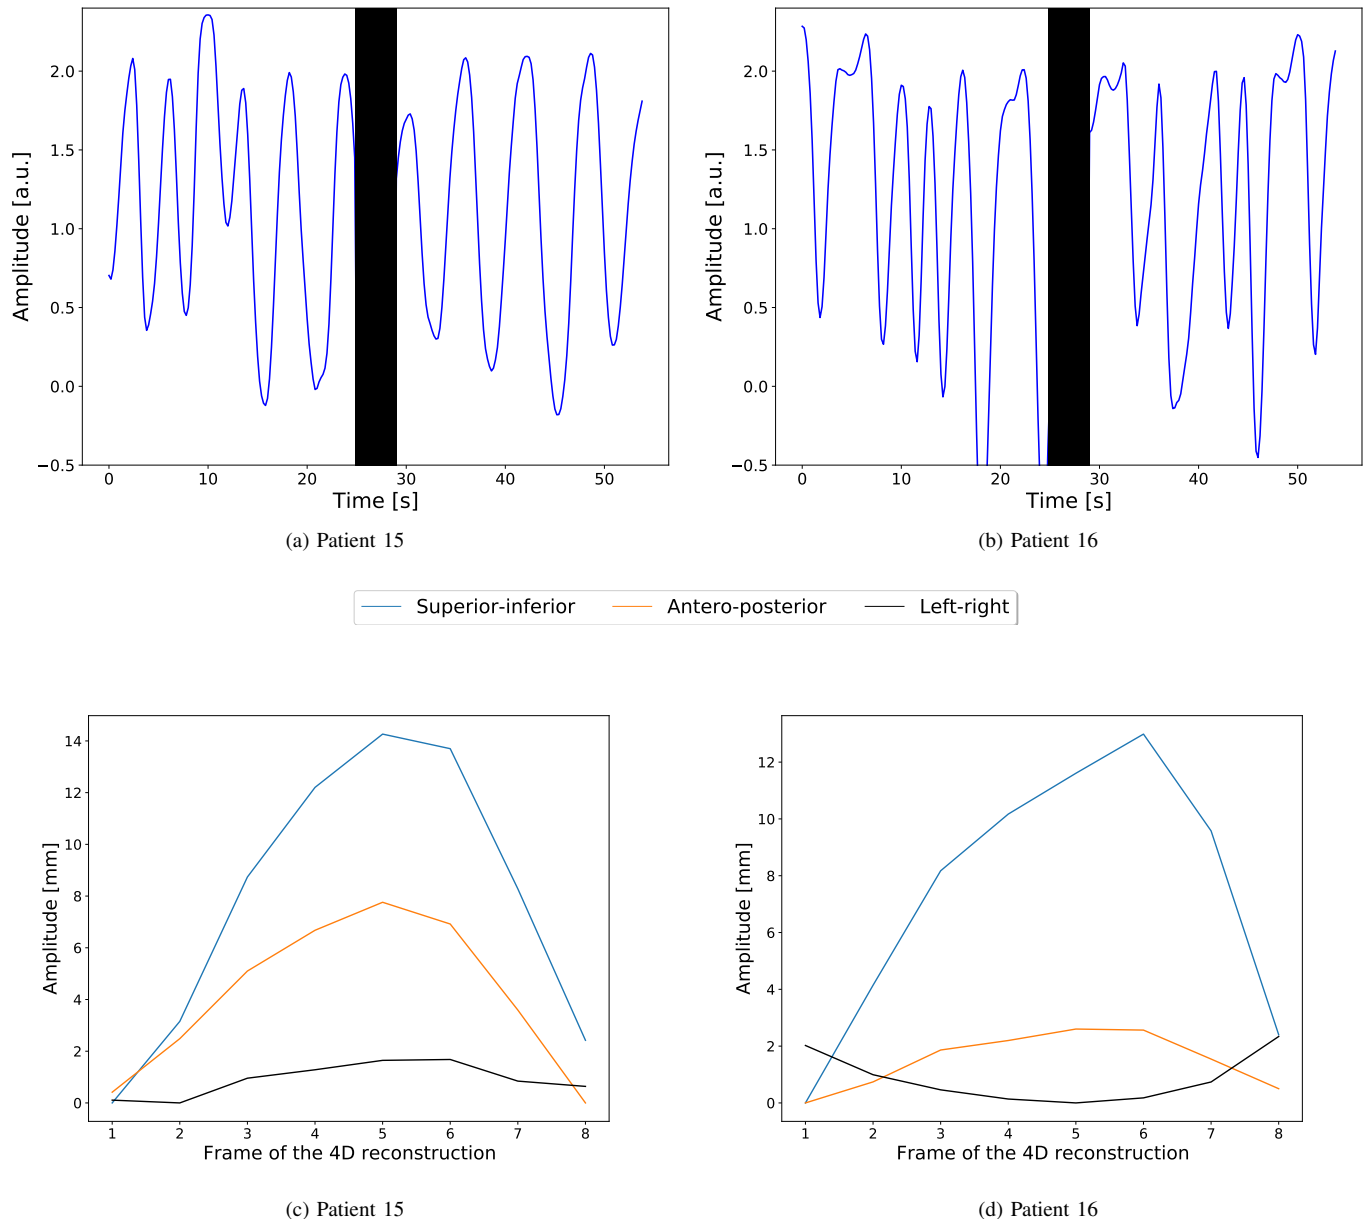 2.0
1.5
1.0
0.5
0.0
−0.5
Amplitude [a.u.]
0 10 20 30 40 50
Time [s]
(a) Patient 15
2.0
1.5
1.0
0.5
0.0
−0.5
Amplitude [a.u.]
0 10 20 30 40 50
Time [s]
(b) Patient 16
Superior-inferior Antero-posterior Left-right
14
12
10
8
6
4
2
0
Amplitude [mm]
1 2 3 4 5 6 7 8
Frame of the 4D reconstruction
(c) Patient 15
12
10
8
6
4
2
0
Amplitude [mm]
1 2 3 4 5 6 7 8
Frame of the 4D reconstruction
(d) Patient 16